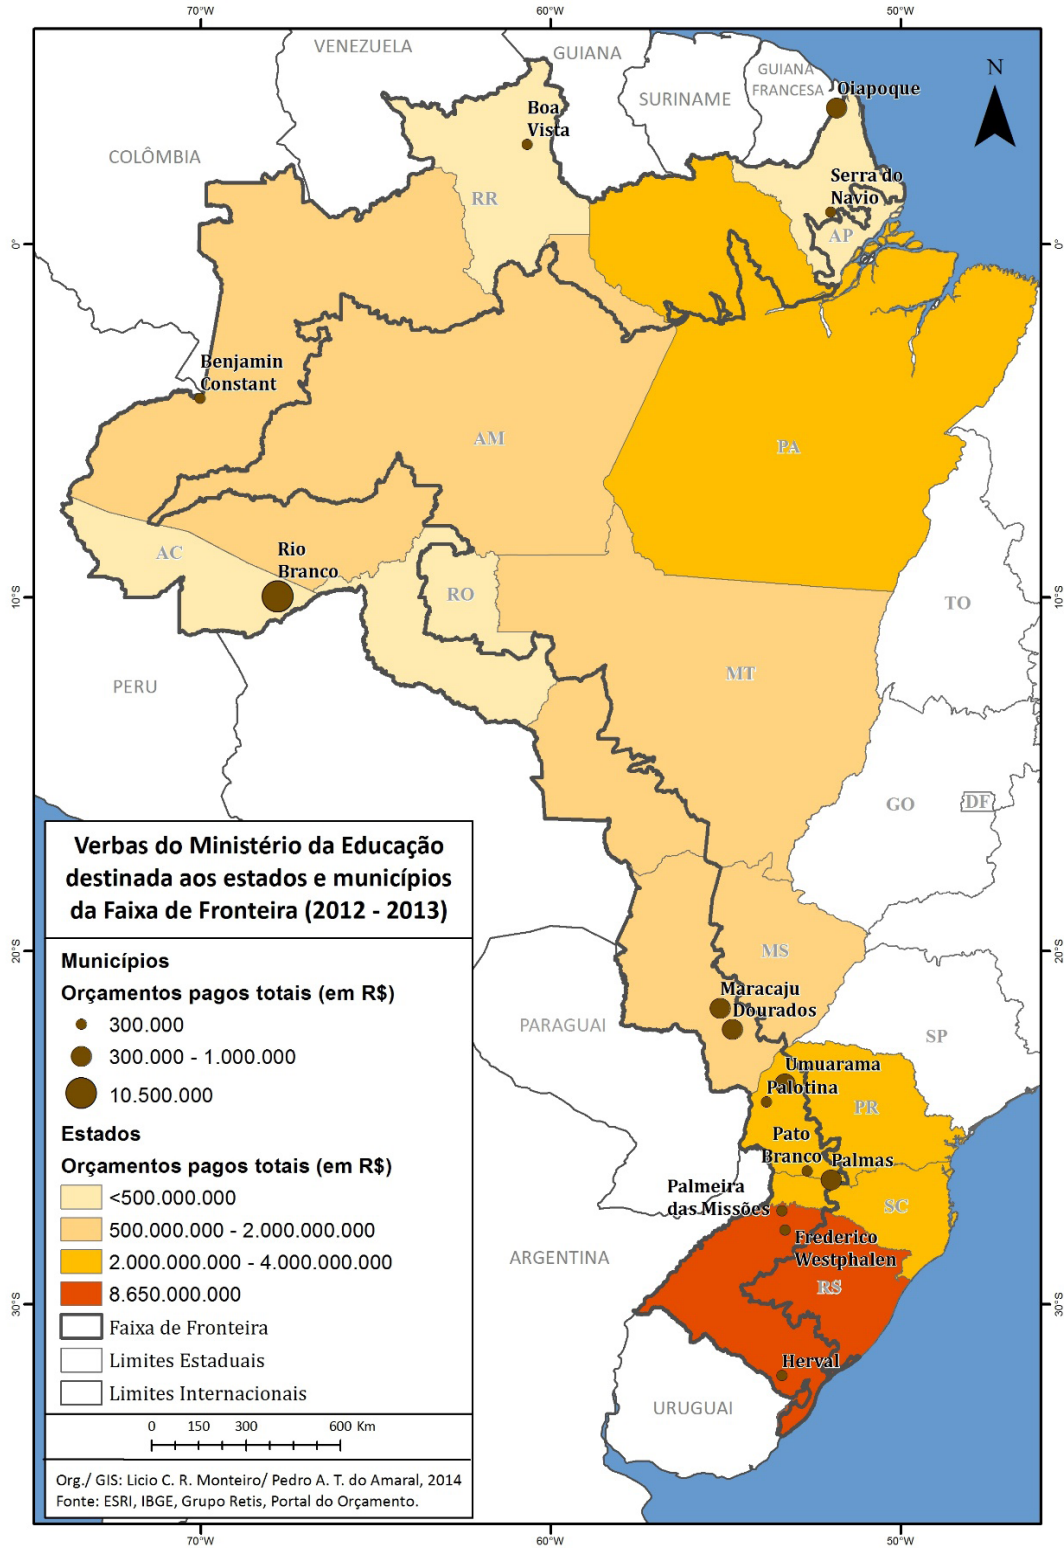 70°W
60°W
50°W
VENEZUELA
GUIANA
GUIANA
FRANCESA
SURINAME
N
Oiapoque
Boa
Vista
COLÔMBIA
Serra do
Navio
RR
AP
0°
0°
Benjamin
Constant
AM
PA
AC
Rio
Branco
RO
10°S
10°S
TO
PERU
MT
GO
DF
Verbas do Ministério da Educação
destinada aos estados e municípios
da Faixa de Fronteira (2012 - 2013)
Municípios
Orçamentos pagos totais (em R$)
300.000
300.000 - 1.000.000
10.500.000
Estados
Orçamentos pagos totais (em R$)
<500.000.000
500.000.000 - 2.000.000.000
2.000.000.000 - 4.000.000.000
8.650.000.000
Faixa de Fronteira
Limites Estaduais
Limites Internacionais
0 150 300 600 Km
Org./ GIS: Licio C. R. Monteiro/ Pedro A. T. do Amaral, 2014
Fonte: ESRI, IBGE, Grupo Retis, Portal do Orçamento.
20°S
20°S
MS
Maracaju
Dourados
PARAGUAI
SP
Umuarama
Palotina
PR
Pato
Branco
Palmas
Palmeira
das Missões
SC
Frederico
Westphalen
ARGENTINA
RS
30°S
30°S
Herval
URUGUAI
70°W
60°W
50°W